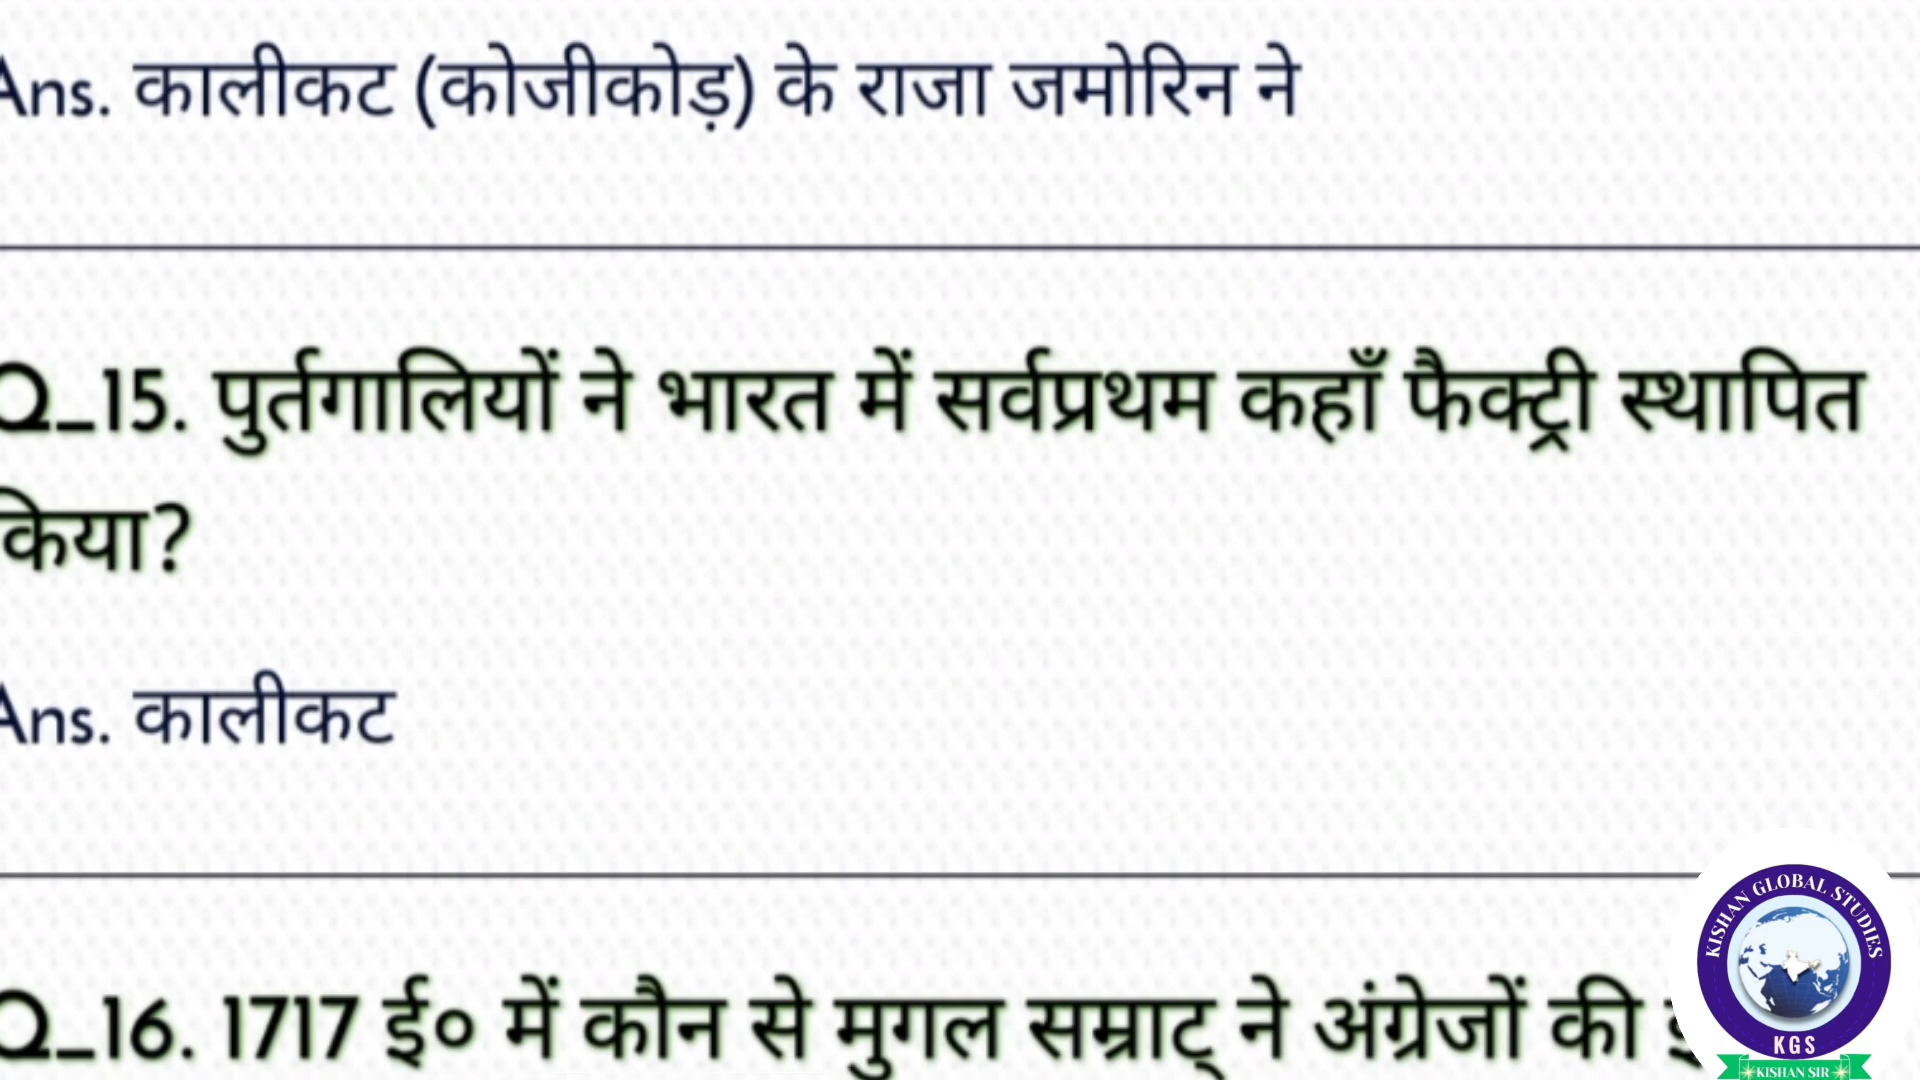 Ans. कालीकट (कोजीकोड़) के राजा जमोरिन ने
Q_15. पुर्तगालियों ने भारत में सर्वप्रथम कहाँ फैक्ट्री स्थापित
किया?
Ans. कालीकट
Q_16. 1717 ई० में कौन से मुगल सम्राट् ने अंग्रेजों की
KISHAN GLOBAL STUDIES
KGS
KISHAN SIR